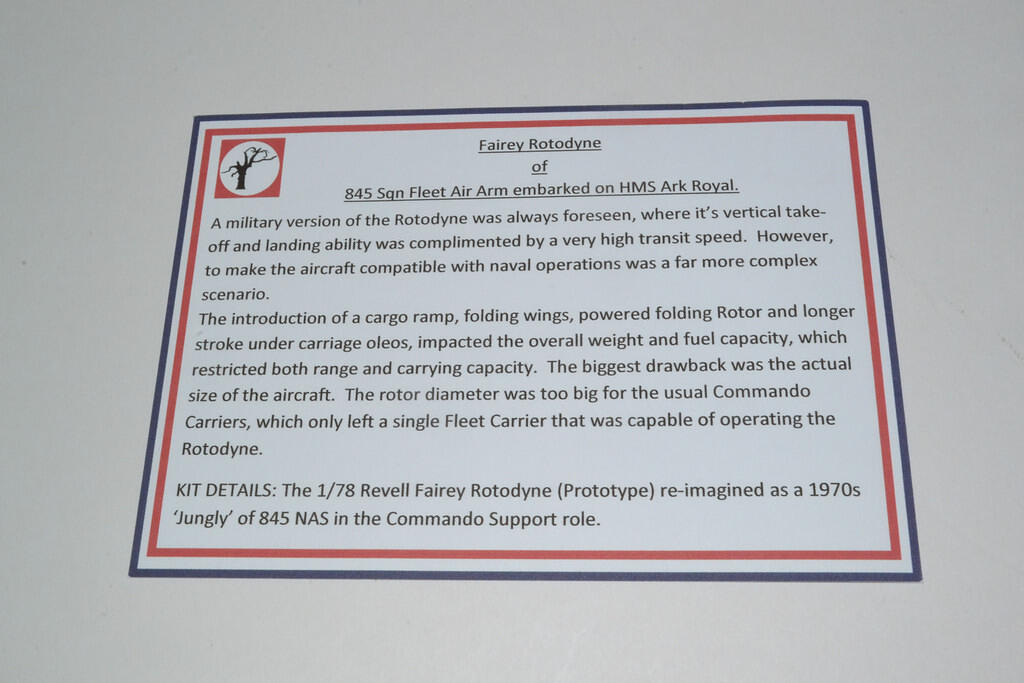 Fairey Rotodyne
of
845 Sqn Fleet Air Arm embarked on HMS Ark Royal.
A military version of the Rotodyne was always foreseen, where it's vertical take-
off and landing ability was complimented by a very high transit speed.  However,
to make the aircraft compatible with naval operations was a far more complex
scenario.
The introduction of a cargo ramp, folding wings, powered folding Rotor and longer
stroke under carriage oleos, impacted the overall weight and fuel capacity, which
restricted both range and carrying capacity.  The biggest drawback was the actual
size of the aircraft.  The rotor diameter was too big for the usual Commando
Carriers, which only left a single Fleet Carrier that was capable of operating the
Rotodyne.
KIT DETAILS: The 1/78 Revell Fairey Rotodyne (Prototype) re-imagined as a 1970s
‘Jungly’ of 845 NAS in the Commando Support role.